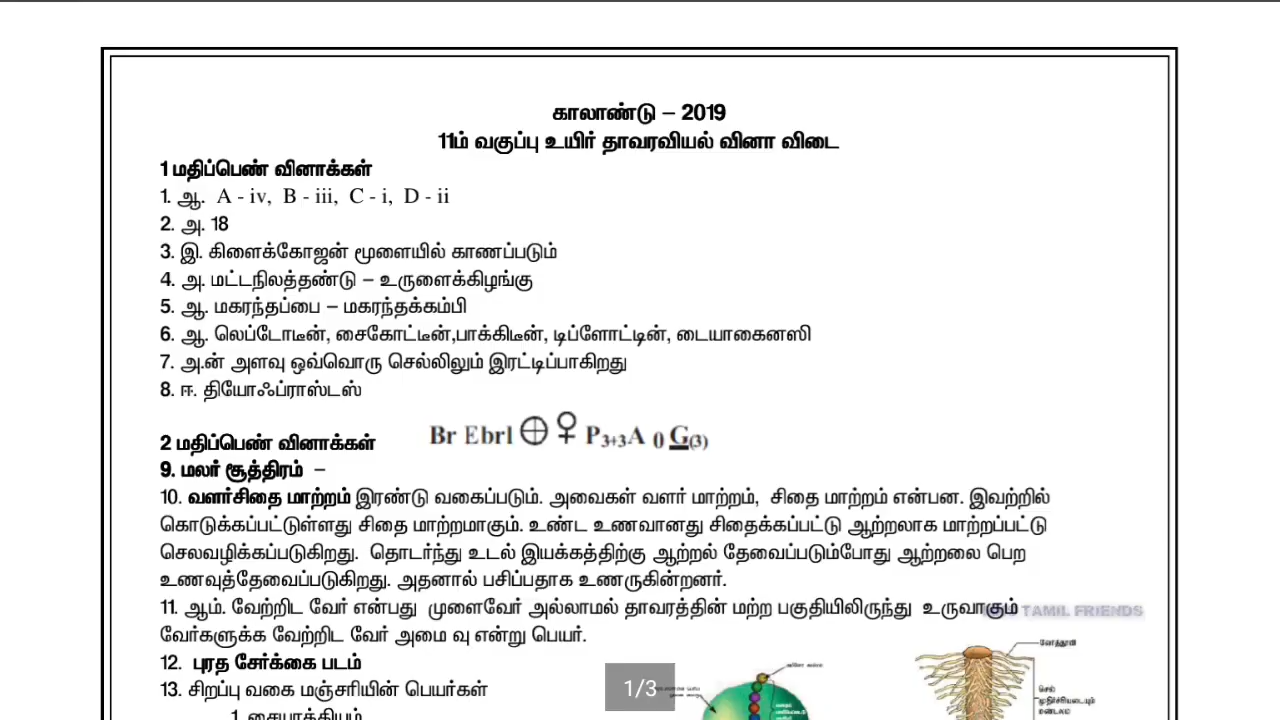 காலாண்டு – 2019
11ம் வகுப்பு உயிர் தாவரவியல் வினா விடை
1 மதிப்பெண் வினாக்கள்
1. ஆ. A - iv, B - iii, C - i, D - ii
2. அ. 18
3. இ. கிளைக்கோஜன் மூளையில் காணப்படும்
4. அ. மட்டநிலத்தண்டு – உருளைக்கிழங்கு
5. ஆ. மகரந்தப்பை – மகரந்தக்கம்பி
6. ஆ. லெப்டோடீன், சைகோட்டீன்,பாக்கிடீன், டிப்ளோட்டின், டையாகைனஸி
7. அ.ன் அளவு ஒவ்வொரு செல்லிலும் இரட்டிப்பாகிறது
8. ஈ. தியோஃப்ராஸ்டஸ்
2 மதிப்பெண் வினாக்கள்
Br Ebrl ⊕ ♀ P3+3A 0 G(3)
9. மலர் சூத்திரம் –
10. வளர்சிதை மாற்றம் இரண்டு வகைப்படும். அவைகள் வளர் மாற்றம், சிதை மாற்றம் என்பன. இவற்றில்
கொடுக்கப்பட்டுள்ளது சிதை மாற்றமாகும். உண்ட உணவானது சிதைக்கப்பட்டு ஆற்றலாக மாற்றப்பட்டு
செலவழிக்கப்படுகிறது. தொடர்ந்து உடல் இயக்கத்திற்கு ஆற்றல் தேவைப்படும்போது ஆற்றலை பெற
உணவுத்தேவைப்படுகிறது. அதனால் பசிப்பதாக உணருகின்றனர்.
11. ஆம். வேற்றிட வேர் என்பது முளைவேர் அல்லாமல் தாவரத்தின் மற்ற பகுதியிலிருந்து உருவாகும்
TAMIL FRIENDS
வேர்களுக்க வேற்றிட வேர் அமை வு என்று பெயர்.
வேர்த்தூவி
12. புரத சேர்க்கை படம்
13. சிறப்பு வகை மஞ்சரியின் பெயர்கள்
1/3
செல்
முதிர்ச்சியடையும்
மண்டலம்
1. சையாத்தியம்